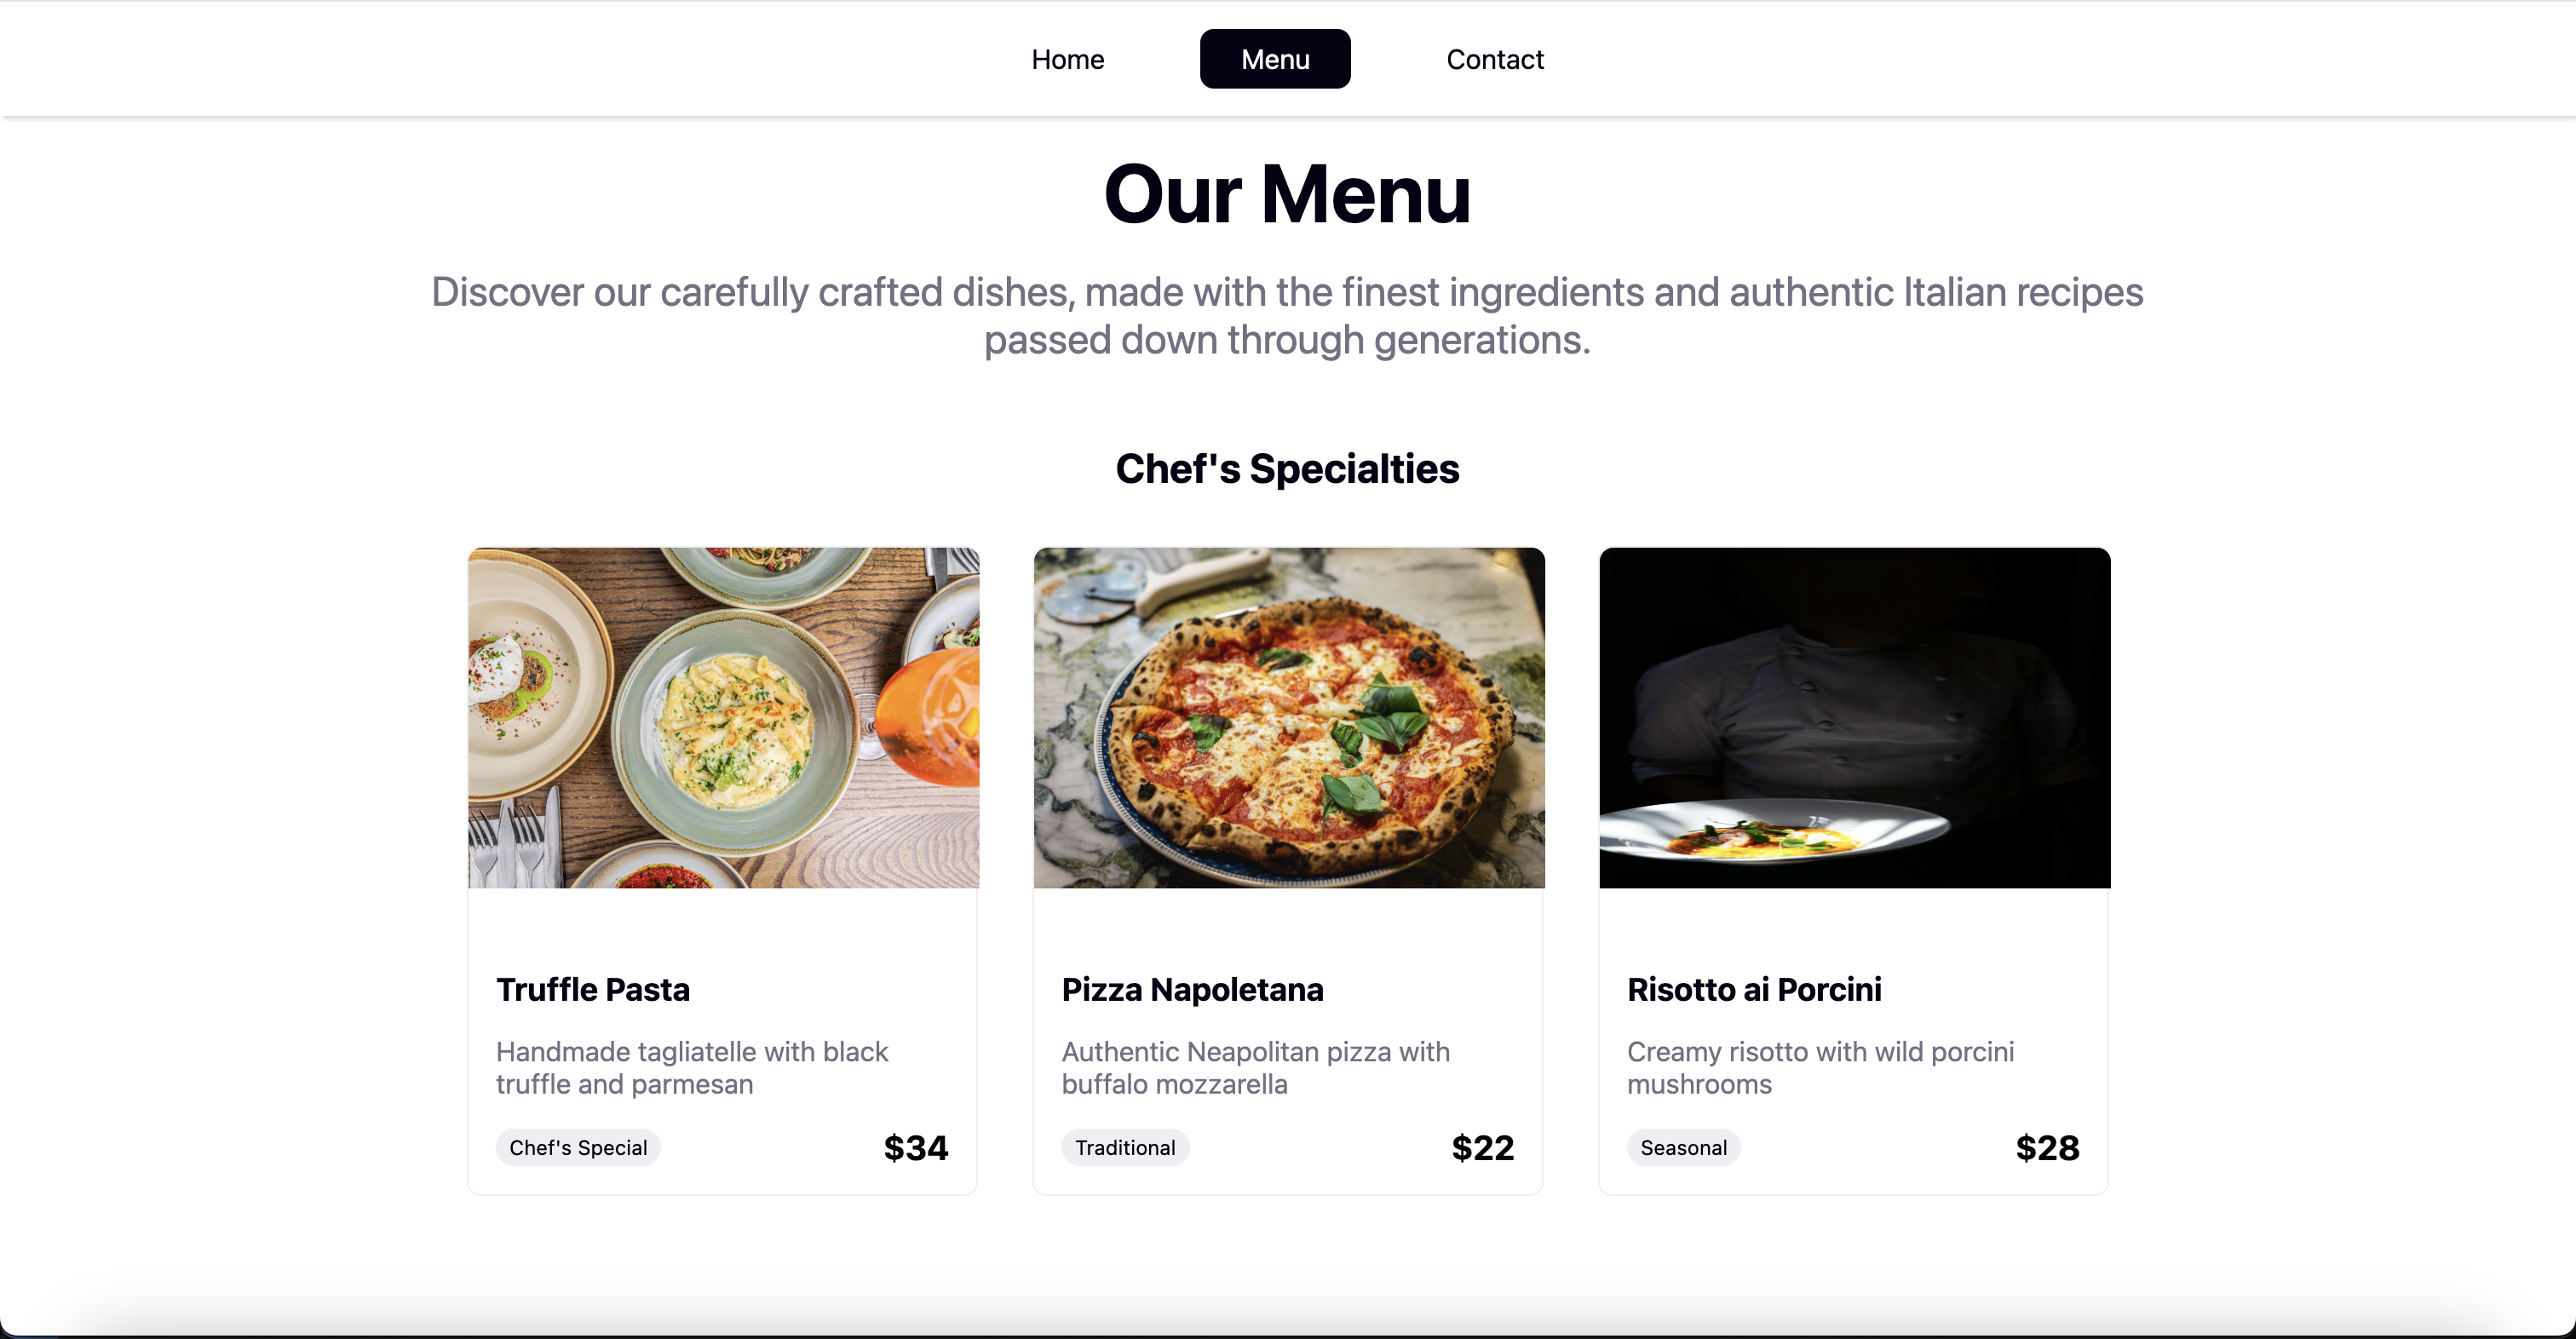 Home Menu Contact
Our Menu
Discover our carefully crafted dishes, made with the finest ingredients and authentic Italian recipes
passed down through generations.
Chef's Specialties
Truffle Pasta
Handmade tagliatelle with black
truffle and parmesan
Chef's Special $34
Pizza Napoletana
Authentic Neapolitan pizza with
buffalo mozzarella
Traditional $22
Risotto ai Porcini
Creamy risotto with wild porcini
mushrooms
Seasonal $28